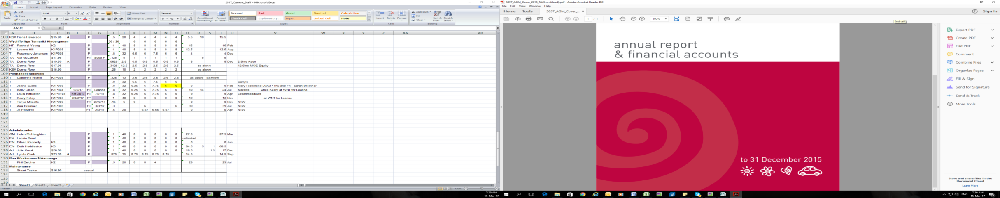 2017_Current_Staff - Microsoft Excel
Home Insert Page Layout Formulas Data Review View
Cut
Copy
Format Painter
Paste
Clipboard
Arial 8
Font
Wrap Text
Merge & Center
Alignment
General
Number
Conditional Formatting
Format as Table
Normal Bad Good Neutral Calculation
Check Cell Explanatory ... Input Linked Cell Note
Styles
Insert Delete Format
Cells
AutoSum
Fill
Clear
Sort & Filter
Find & Select
Editing
AA109
A B C D E F G I J K L M N O Q R S T U V W X Y Z AA AB
100 KSW Fiona Hewetson $15.90 A P .5 20 4 4 4 4 4 5.5 10 15.5
101 Wycliffe Nga Tamariki Kindergarten 30 / 20 6 6 6 6 6
102 HT Racheal Young K2 P 1 40 8 8 8 8 8 16 16 Feb
103 T Leanne Hill K1P208 P 1 40 8 8 8 8 8 12.5 12.5 Aug
104 T Rosemary Johansen K1P308 P .8 32 6.5 6 7.5 6 6 4 4 Dec
105 TA Val McCallum $17.95 FT Scott F .125 5 1 1 1 1 1 5 5
106 TA Donna Rore $19.50 A P .0625 2.5 0.5 0.5 0.5 0.5 0.5 8 8 Dec 2.5hrs Assn
107 TA Donna Rore $17.95 P .3125 12.5 2.5 2.5 2.5 2.5 2.5 as above 12.5hrs MOE Equity
108 KSW Donna Rore $15.90 P .25 10 2 2 2 2 2 as above
109 Permanent Relievers
110 T Catherine Nichol K1P208 P .325 13 2.6 2.6 2.6 2.6 2.6 as above - Eskview
111 T .8 32 6.5 6 7.5 6 6 Carlyle
112 T Janine Evans K1P308 P .8 32 6.25 6 7.75 6 6 0 0 Feb Mary Richmond LWOP Thu and Fri - Sarah Bremner
113 T Kelly Olsen K1P304 9/5/17 FT Leanne .8 32 6.25 6 7.75 6 6 10 14 24 Jul Marewa while Keely at WNT for Leanne
114 T Louis Kittleston K1P3+04 not 2017 FT 7/7/17 .8 32 6.25 6 7.75 6 6 9 9 Apr Greenmeadows
115 T Keely Foley K1P305 28/3/17 P* 1 40 8 8 8 8 8 13 13 Nov at WNT for Leanne
116 T Tanya Mitcalfe K1P308 FT 27/2/17 .15 6 6 8 8 Nov NTW
117 T Aira Bremner K1P308 FT 3/3/17 .3 6 6 39 39 Jul NTW
118 T Jo Powdrell K1P305 FT 2/3/17 .5 20 6.67 6.66 6.67 0 0 Apr NTW
119
120
121
122
123 Administration
124 GM Helen McNaughten P 1 40 8 8 8 8 8 27.5 27.5 Mar
125 FM Leonie Bond P 1 40 8 8 8 8 8 unlimited
126 EM Eileen Kennedy K4 P 1 40 8 8 8 8 8 0 0 Jun
127 EM Beth Huddleston K3 P 1 40 8 8 8 8 8 64.5 5 1 68.5
128 Ad Julie Crook $28.60 P 1 40 8 8 8 8 8 18.5 1.5 17 Dec
129 Ad Lynda Clark $23.35 A P .875 35 8.75 8.75 8.75 8.75 14.5 14.5 Sep
130 Pou Whakarewa Matauranga
131 Phil Belcher K2 P .5 20 8 8 4 29 29 Jul
132 Maintenance
133 Stuart Tasker $16.90 casual
134
135
136
Sheet1 Sheet2 Sheet3
Ready
120%
7:29 AM
15-Mar-17
5897_AGM_Cover_2015_FA(3mmbleed).pdf - Adobe Acrobat Reader DC
File Edit View Window Help
Home Tools 5897_AGM_Cover_... ×
Sign In
1 / 1
100%
End call
annual report
& financial accounts
to 31 December 2015
Export PDF
Create PDF
Edit PDF
Comment
Combine Files
Organize Pages
Fill & Sign
Send for Signature
Send & Track
More Tools
Store and share files in the
Document Cloud
Learn More
ENG
7:29 AM
15-Mar-17